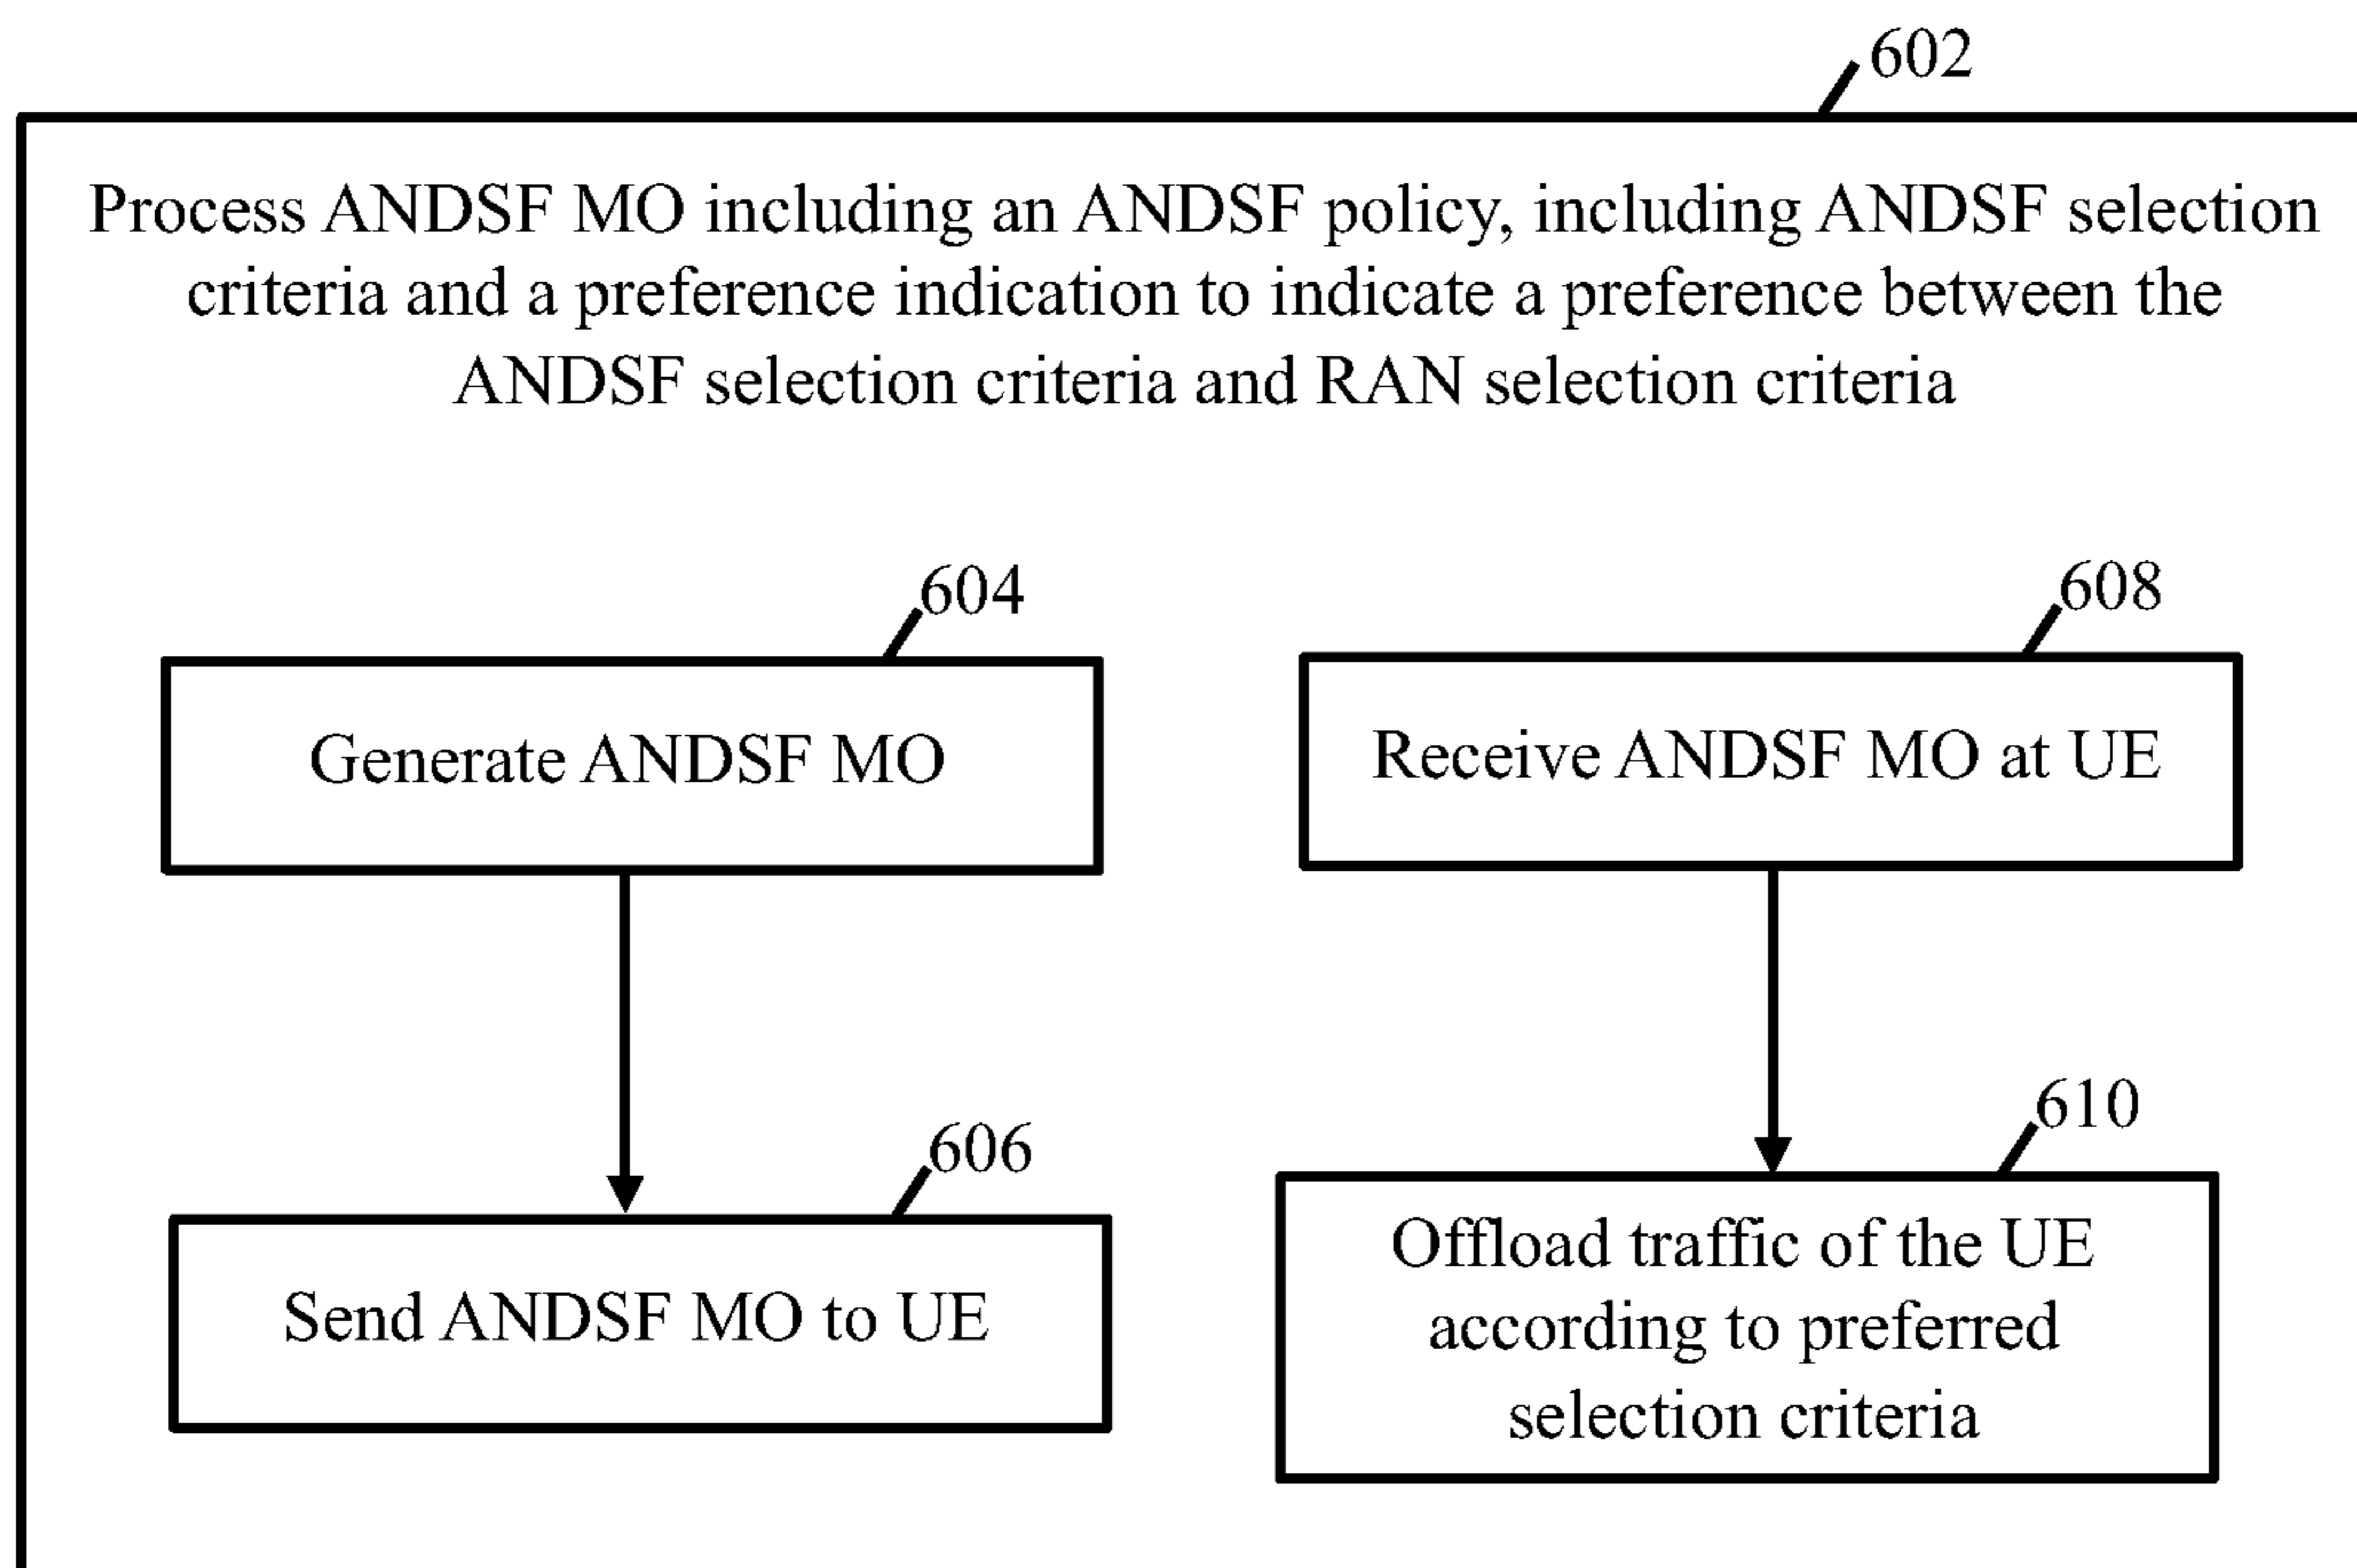 602
Process ANDSF MO including an ANDSF policy, including ANDSF selection
criteria and a preference indication to indicate a preference between the
ANDSF selection criteria and RAN selection criteria
604
Generate ANDSF MO
606
Send ANDSF MO to UE
608
Receive ANDSF MO at UE
610
Offload traffic of the UE
according to preferred
selection criteria